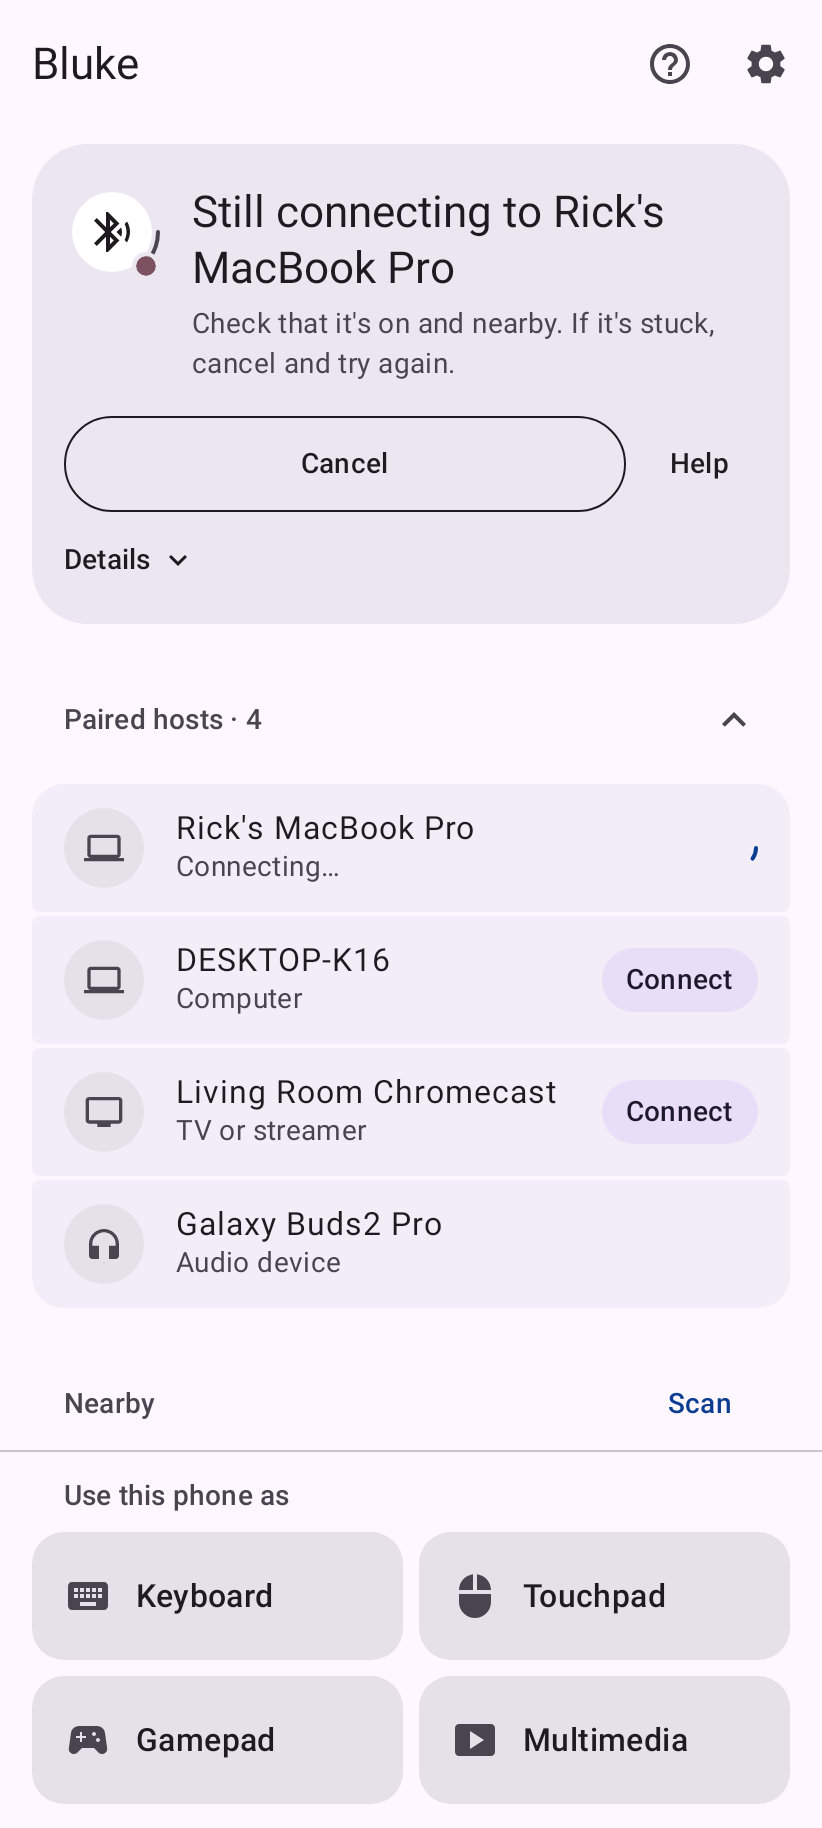 Bluke
Still connecting to Rick's
MacBook Pro
Check that it's on and nearby. If it's stuck,
cancel and try again.
Cancel
Help
Details
Paired hosts · 4
Rick's MacBook Pro
Connecting…
DESKTOP-K16
Computer
Connect
Living Room Chromecast
TV or streamer
Connect
Galaxy Buds2 Pro
Audio device
Nearby
Scan
Use this phone as
Keyboard
Touchpad
Gamepad
Multimedia